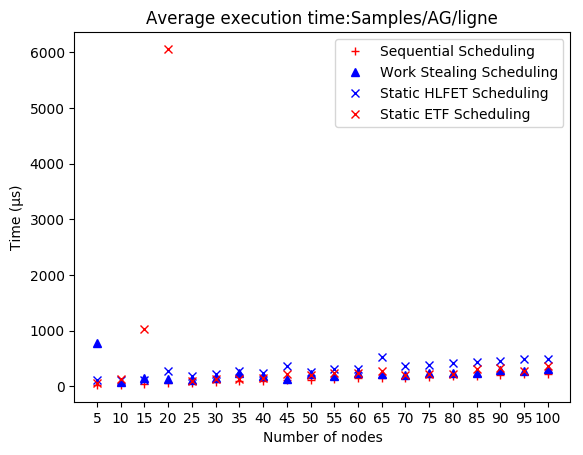 Average execution time:Samples/AG/ligne
6000
5000
4000
3000
2000
1000
0
Time (µs)
Sequential Scheduling
Work Stealing Scheduling
Static HLFET Scheduling
Static ETF Scheduling
5 10 15 20 25 30 35 40 45 50 55 60 65 70 75 80 85 90 95 100
Number of nodes